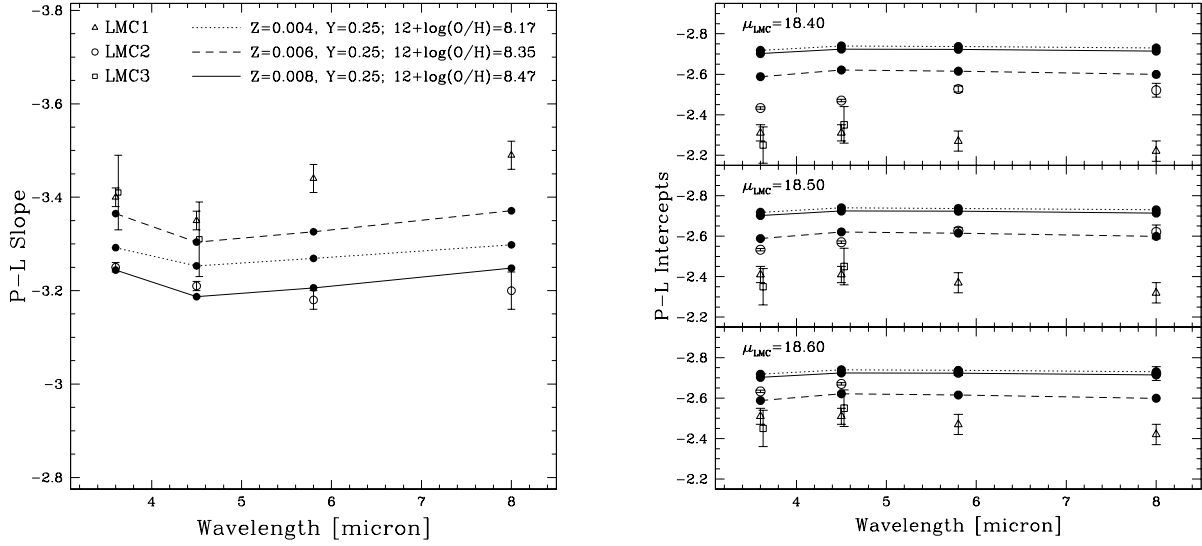 LMC1 Z=0.004, Y=0.25; 12+log(O/H)=8.17
LMC2 Z=0.006, Y=0.25; 12+log(O/H)=8.35
LMC3 Z=0.008, Y=0.25; 12+log(O/H)=8.47
-3.8
-3.6
-3.4
-3.2
-3
-2.8
P-L Slope
4 5 6 7 8
Wavelength [micron]
μLMC=18.40
-2.8
-2.6
-2.4
-2.2
μLMC=18.50
-2.8
-2.6
-2.4
-2.2
μLMC=18.60
-2.8
-2.6
-2.4
-2.2
P-L Intercepts
4 5 6 7 8
Wavelength [micron]